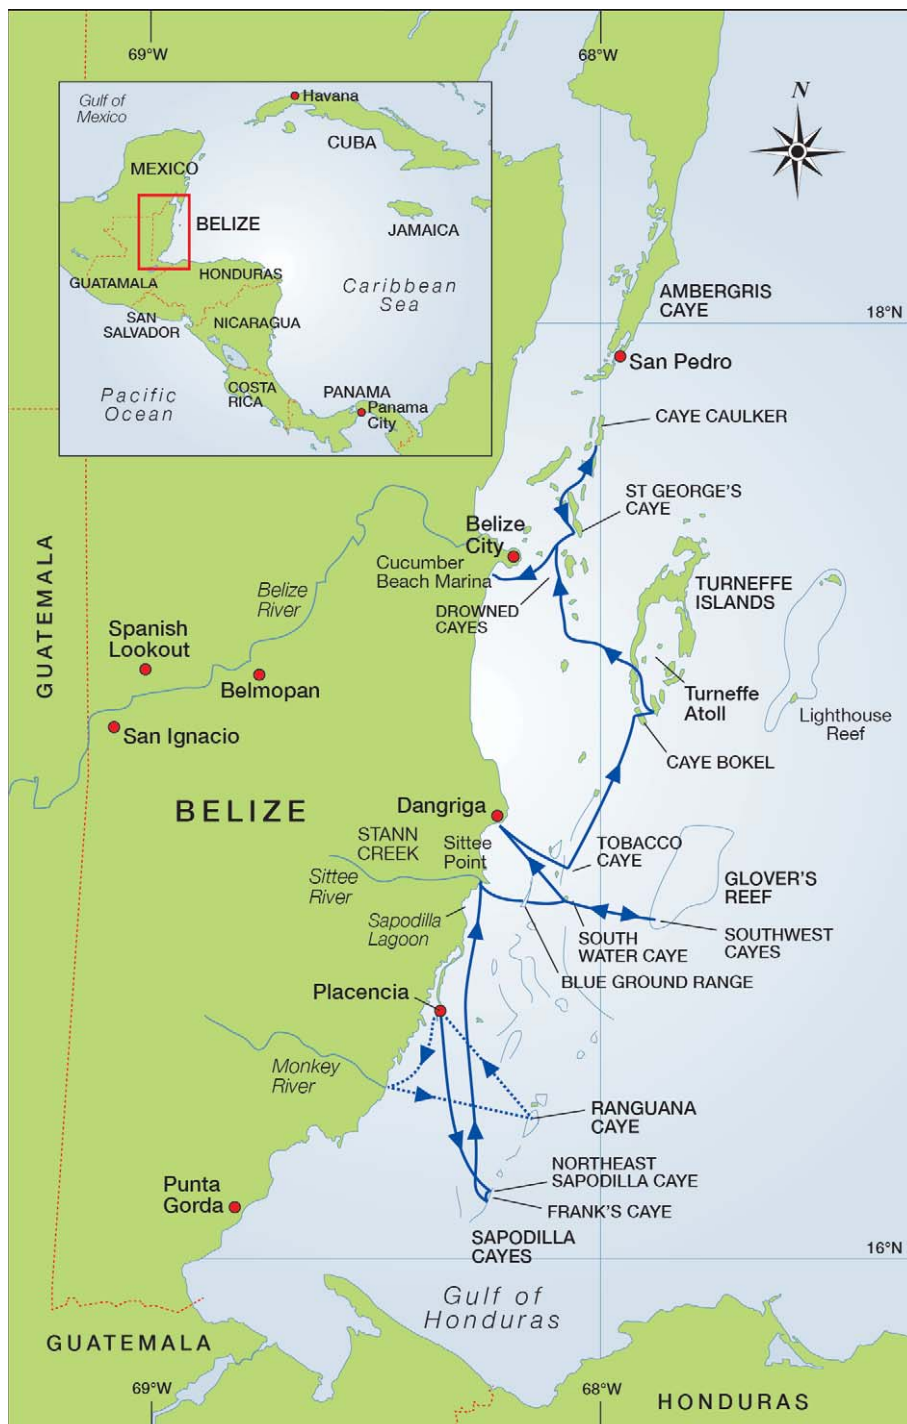 69°W
68°W
N
Gulf of
Mexico
Havana
CUBA
MEXICO
BELIZE
JAMAICA
GUATAMALA
HONDURAS
Caribbean
Sea
SAN
SALVADOR
NICARAGUA
COSTA
RICA
PANAMA
Panama
City
Pacific
Ocean
AMBERGRIS
CAYE
18°N
San Pedro
CAYE CAULKER
ST GEORGE'S
CAYE
Belize
City
Cucumber
Beach Marina
DROWNED
CAYES
TURNEFFE
ISLANDS
GUATEMALA
Belize
River
Spanish
Lookout
Belmopan
San Ignacio
Turneffe
Atoll
Lighthouse
Reef
CAYE BOKEL
BELIZE
Dangriga
STANN
CREEK
Sittee
Point
TOBACCO
CAYE
GLOVER'S
REEF
Sittee
River
Sapodilla
Lagoon
SOUTH
WATER CAYE
SOUTHWEST
CAYES
BLUE GROUND RANGE
Placencia
Monkey
River
RANGUANA
CAYE
NORTHEAST
SAPODILLA CAYE
Punta
Gorda
FRANK'S CAYE
SAPODILLA
CAYES
16°N
Gulf of
Honduras
GUATEMALA
69°W
68°W
HONDURAS